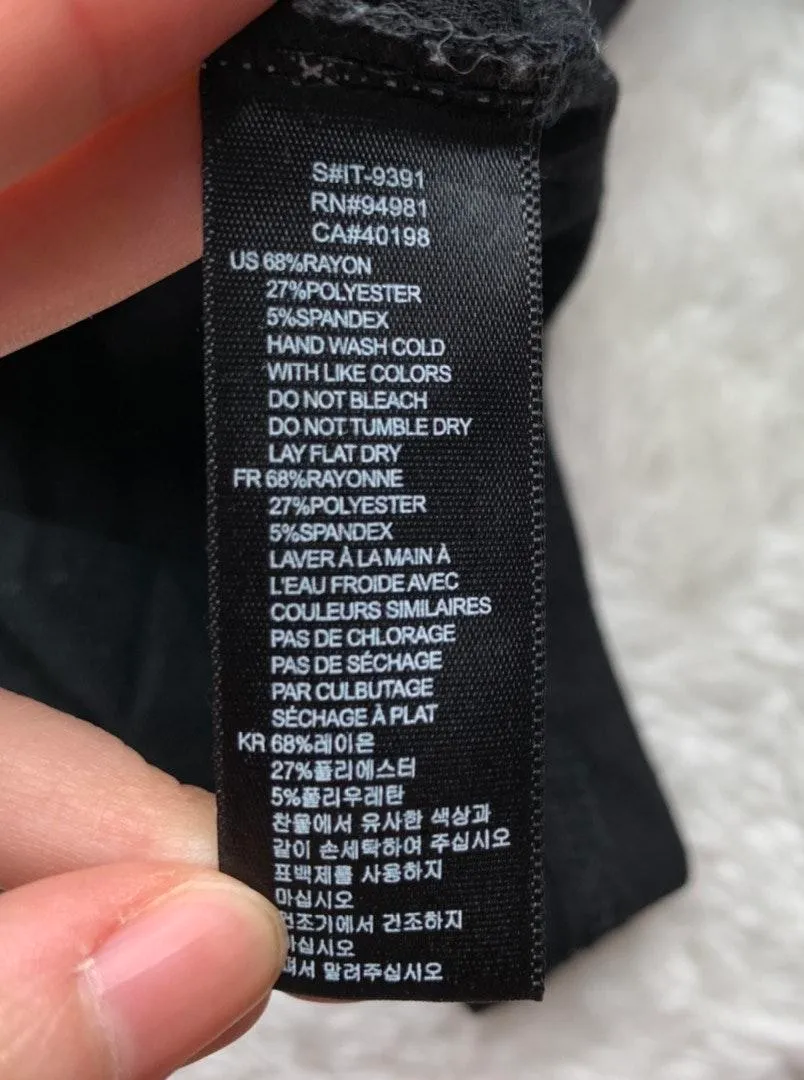 S#IT-9391
RN#94981
CA#40198
US 68%RAYON
27%POLYESTER
5%SPANDEX
HAND WASH COLD
WITH LIKE COLORS
DO NOT BLEACH
DO NOT TUMBLE DRY
LAY FLAT DRY
FR 68%RAYONNE
27%POLYESTER
5%SPANDEX
LAVER À LA MAIN À
L'EAU FROIDE AVEC
COULEURS SIMILAIRES
PAS DE CHLORAGE
PAS DE SÉCHAGE
PAR CULBUTAGE
SÉCHAGE À PLAT
KR 68%레이온
27%폴리에스터
5%폴리우레탄
찬물에서 유사한 색상과
같이 손세탁하여 주십시오
표백제를 사용하지
마십시오
건조기에서 건조하지
마십시오
말려주십시오